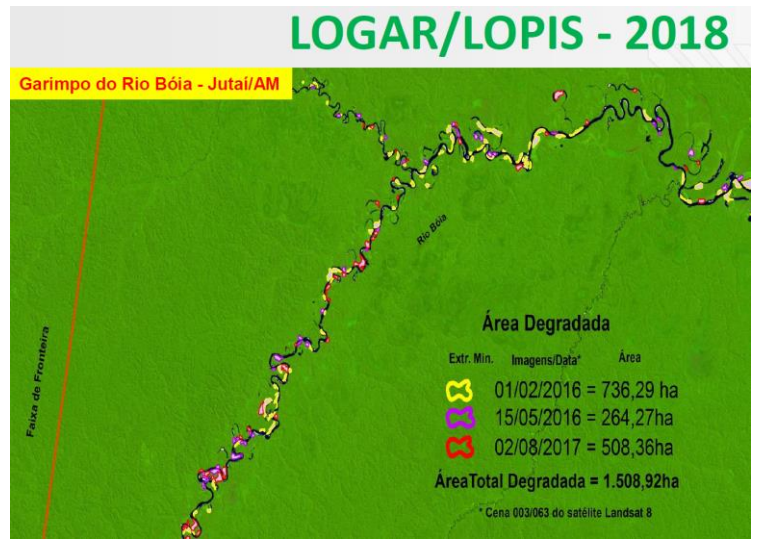 LOGAR/LOPIS - 2018
Garimpo do Rio Bóia - Jutaí/AM
Rio Bóia
Faixa de Fronteira
Área Degradada
Extr. Min. Imagens/Data* Área
01/02/2016 = 736,29 ha
15/05/2016 = 264,27ha
02/08/2017 = 508,36ha
ÁreaTotal Degradada = 1.508,92ha
* Cena 003/063 do satélite Landsat 8